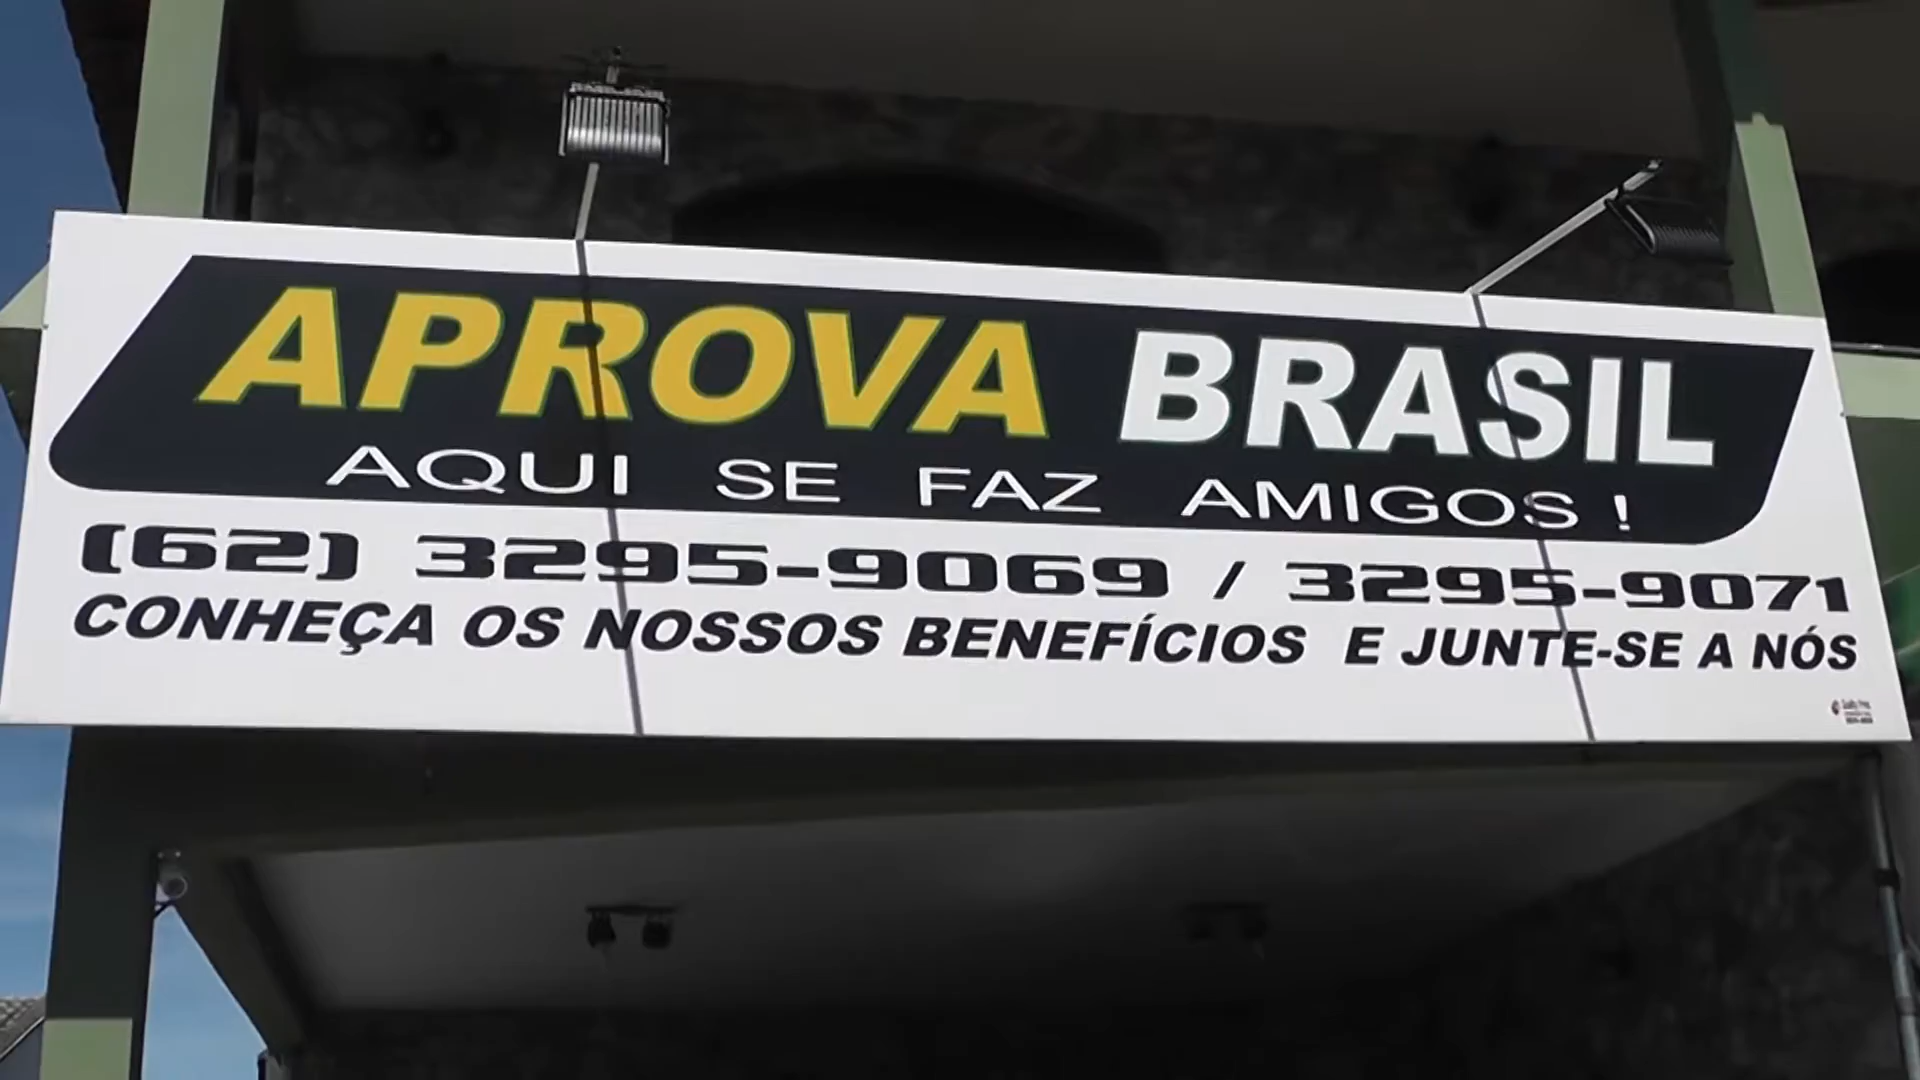 APROVA BRASIL
AQUI SE FAZ AMIGOS !
(62) 3295-9069 / 3295-9071
CONHEÇA OS NOSSOS BENEFÍCIOS E JUNTE-SE A NÓS